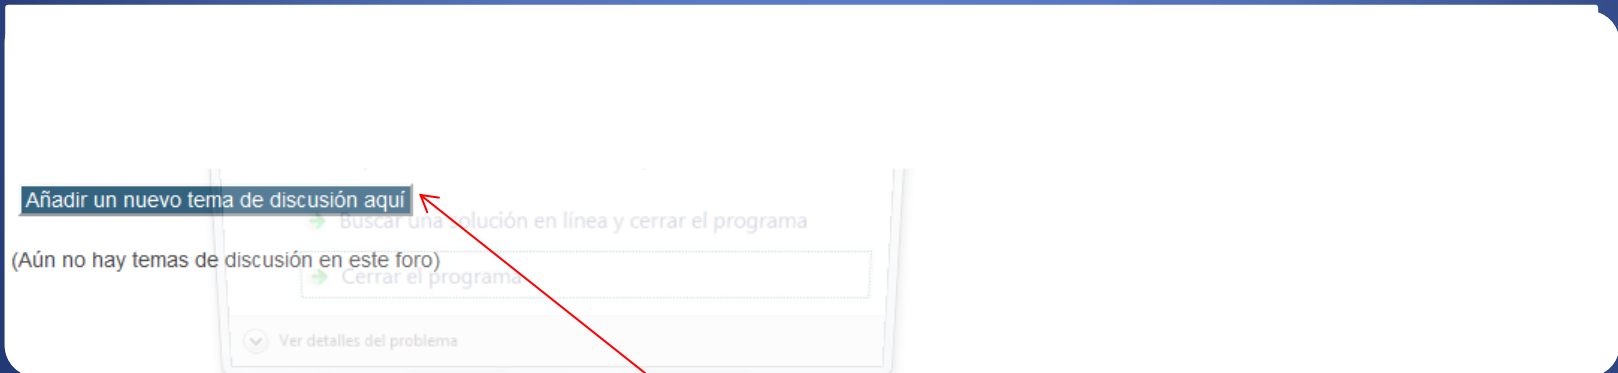 Añadir un nuevo tema de discusión aquí
Buscar una solución en línea y cerrar el programa
(Aún no hay temas de discusión en este foro)
Cerrar el programa
Ver detalles del problema